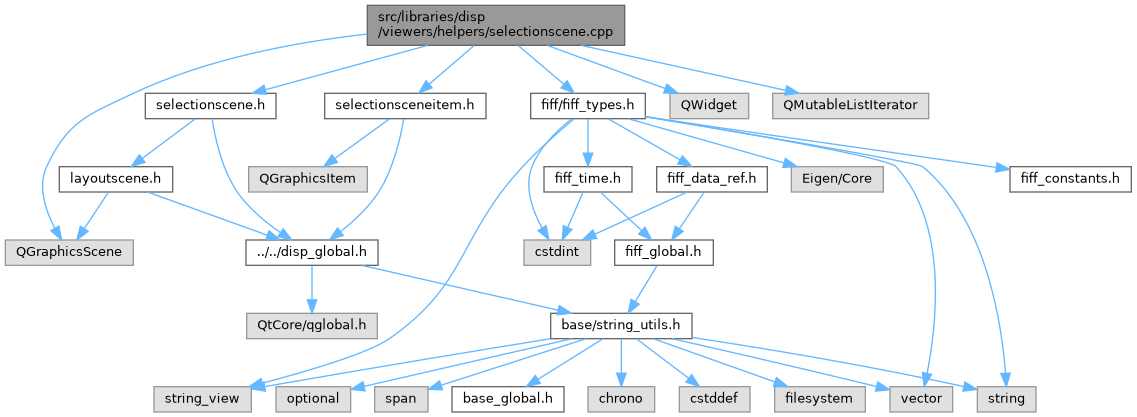 src/libraries/disp
/viewers/helpers/selectionscene.cpp
selectionscene.h
selectionsceneitem.h
fiff/fiff_types.h
QWidget
QMutableListIterator
layoutscene.h
QGraphicsItem
fiff_time.h
fiff_data_ref.h
Eigen/Core
fiff_constants.h
QGraphicsScene
../../disp_global.h
cstdint
fiff_global.h
QtCore/qglobal.h
base/string_utils.h
string_view
optional
span
base_global.h
chrono
cstddef
filesystem
vector
string